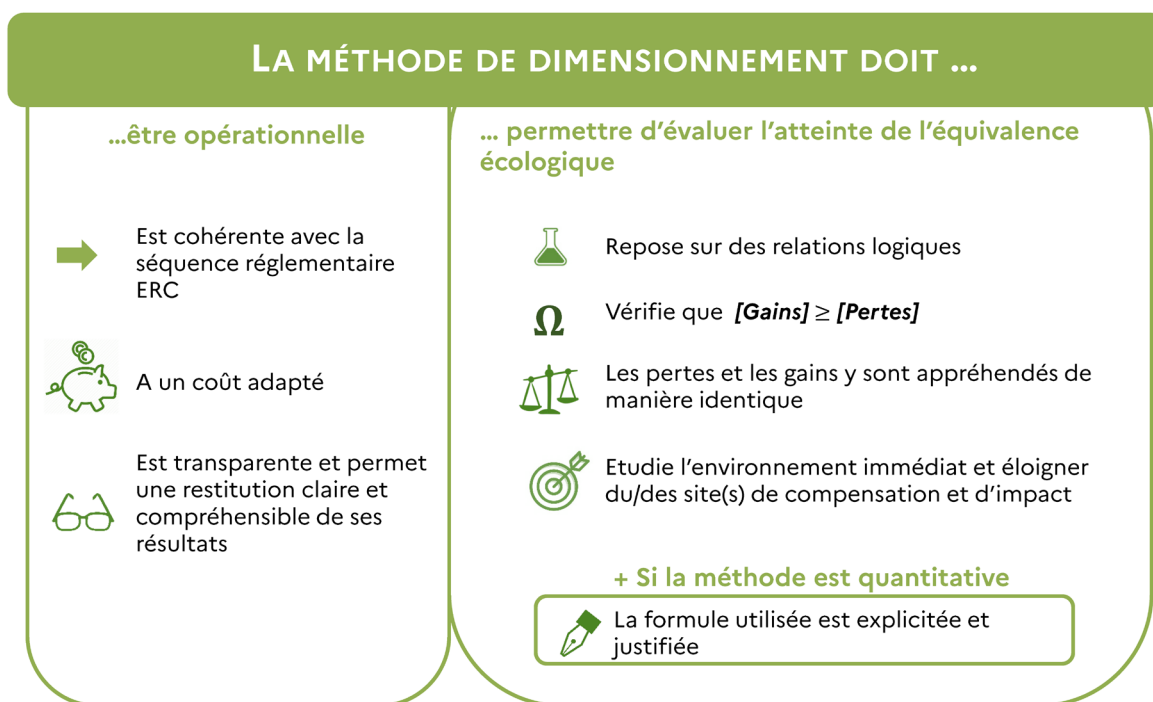 LA MÉTHODE DE DIMENSIONNEMENT DOIT ...
...être opérationnelle
Est cohérente avec la
séquence réglementaire
ERC
A un coût adapté
Est transparente et permet
une restitution claire et
compréhensible de ses
résultats
... permettre d'évaluer l'atteinte de l'équivalence
écologique
Repose sur des relations logiques
Ω
Vérifie que [Gains] ≥ [Pertes]
Les pertes et les gains y sont appréhendés de
manière identique
Etudie l'environnement immédiat et éloigner
du/des site(s) de compensation et d'impact
+ Si la méthode est quantitative
La formule utilisée est explicitée et
justifiée